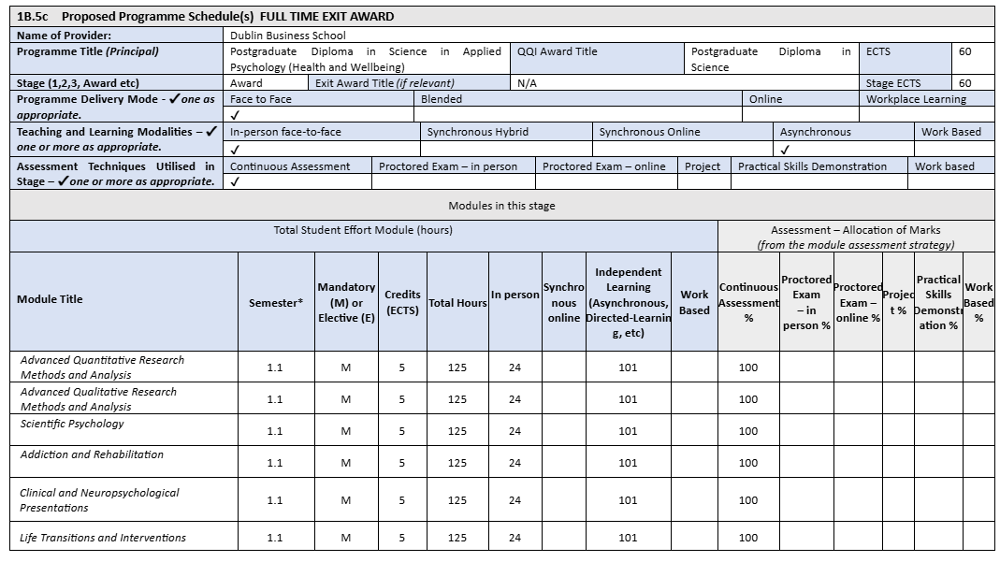 1B.5c Proposed Programme Schedule(s) FULL TIME EXIT AWARD
Name of Provider: Dublin Business School
Programme Title (Principal) Postgraduate Diploma in Science in Applied Psychology (Health and Wellbeing) QQI Award Title Postgraduate Diploma in Science ECTS 60
Stage (1,2,3, Award etc) Award Exit Award Title (if relevant) N/A Stage ECTS 60
Programme Delivery Mode - ✓one as appropriate. Face to Face Blended Online Workplace Learning
✓
Teaching and Learning Modalities – ✓ one or more as appropriate. In-person face-to-face Synchronous Hybrid Synchronous Online Asynchronous Work Based
✓ ✓
Assessment Techniques Utilised in Stage – ✓one or more as appropriate. Continuous Assessment Proctored Exam – in person Proctored Exam – online Project Practical Skills Demonstration Work based
✓
Modules in this stage
Total Student Effort Module (hours) Assessment – Allocation of Marks
(from the module assessment strategy)
Module Title Semester* Mandatory (M) or Elective (E) Credits (ECTS) Total Hours In person Synchronous online Independent Learning (Asynchronous, Directed-Learning, etc) Work Based Continuous Assessment % Proctored Exam – in person % Proctored Exam – online % Project % Practical Skills Demonstration % Work Based %
Advanced Quantitative Research Methods and Analysis 1.1 M 5 125 24 101 100
Advanced Qualitative Research Methods and Analysis 1.1 M 5 125 24 101 100
Scientific Psychology 1.1 M 5 125 24 101 100
Addiction and Rehabilitation 1.1 M 5 125 24 101 100
Clinical and Neuropsychological Presentations 1.1 M 5 125 24 101 100
Life Transitions and Interventions 1.1 M 5 125 24 101 100